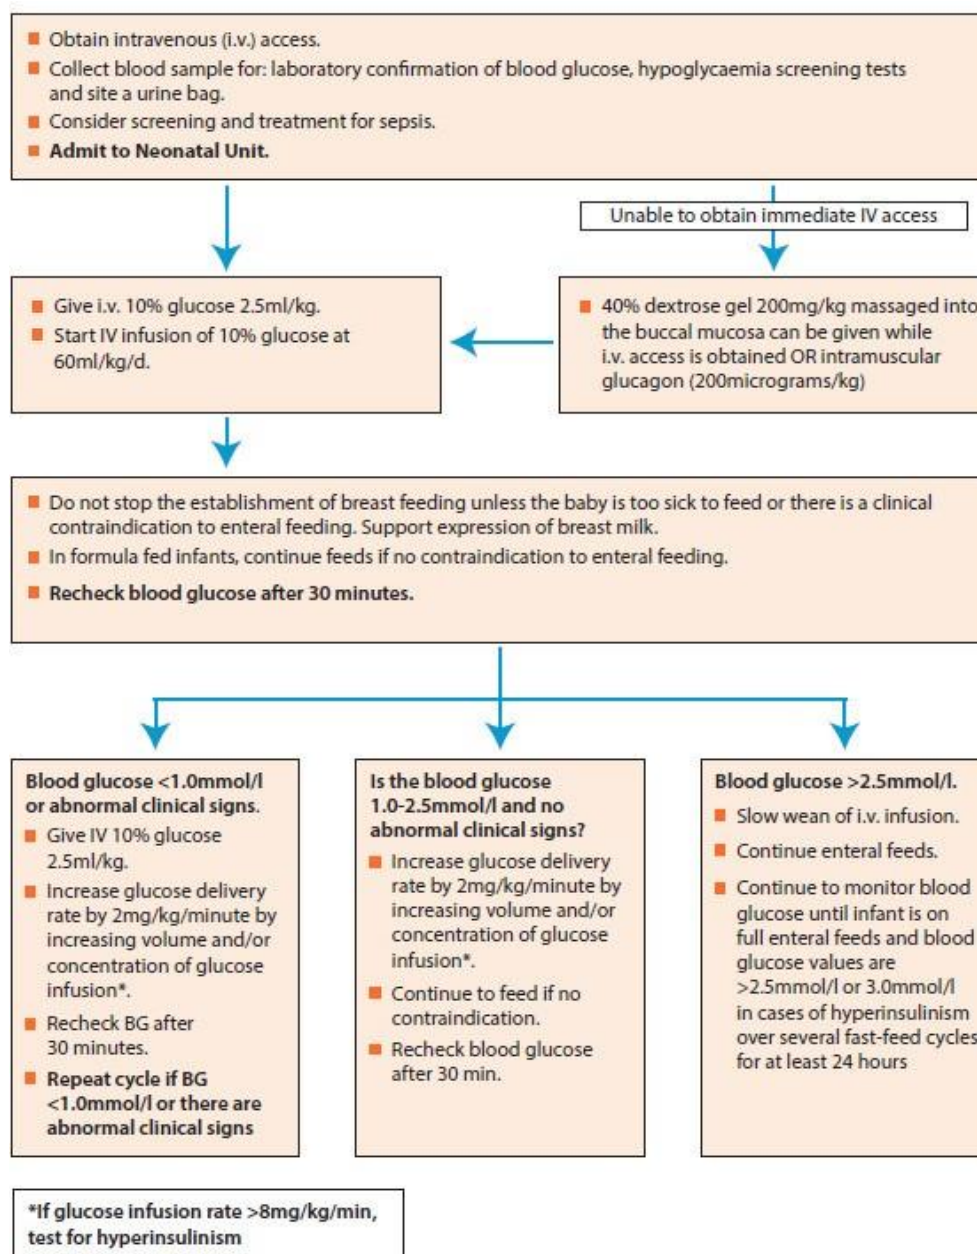 Obtain intravenous (i.v.) access.
Collect blood sample for: laboratory confirmation of blood glucose, hypoglycaemia screening tests
and site a urine bag.
Consider screening and treatment for sepsis.
Admit to Neonatal Unit.
Unable to obtain immediate IV access
Give i.v. 10% glucose 2.5ml/kg.
Start IV infusion of 10% glucose at
60ml/kg/d.
40% dextrose gel 200mg/kg massaged into
the buccal mucosa can be given while
i.v. access is obtained OR intramuscular
glucagon (200micrograms/kg)
Do not stop the establishment of breast feeding unless the baby is too sick to feed or there is a clinical
contraindication to enteral feeding. Support expression of breast milk.
In formula fed infants, continue feeds if no contraindication to enteral feeding.
Recheck blood glucose after 30 minutes.
Blood glucose <1.0mmol/l
or abnormal clinical signs.
Give IV 10% glucose
2.5ml/kg.
Increase glucose delivery
rate by 2mg/kg/minute by
increasing volume and/or
concentration of glucose
infusion*.
Recheck BG after
30 minutes.
Repeat cycle if BG
<1.0mmol/l or there are
abnormal clinical signs
Is the blood glucose
1.0-2.5mmol/l and no
abnormal clinical signs?
Increase glucose delivery
rate by 2mg/kg/minute by
increasing volume and/or
concentration of glucose
infusion*.
Continue to feed if no
contraindication.
Recheck blood glucose
after 30 min.
Blood glucose >2.5mmol/l.
Slow wean of i.v. infusion.
Continue enteral feeds.
Continue to monitor blood
glucose until infant is on
full enteral feeds and blood
glucose values are
>2.5mmol/l or 3.0mmol/l
in cases of hyperinsulinism
over several fast-feed cycles
for at least 24 hours
*If glucose infusion rate >8mg/kg/min,
test for hyperinsulinism